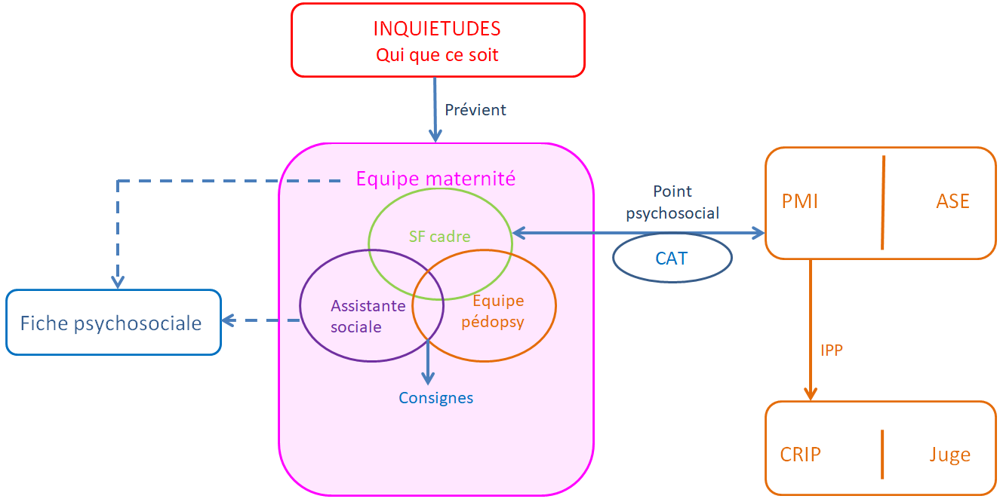 INQUIETUDES
Qui que ce soit
Prévient
Equipe maternité
SF cadre
Assistante
sociale
Equipe
pédopsy
Consignes
Fiche psychosociale
Point
psychosocial
CAT
PMI
ASE
IPP
CRIP
Juge